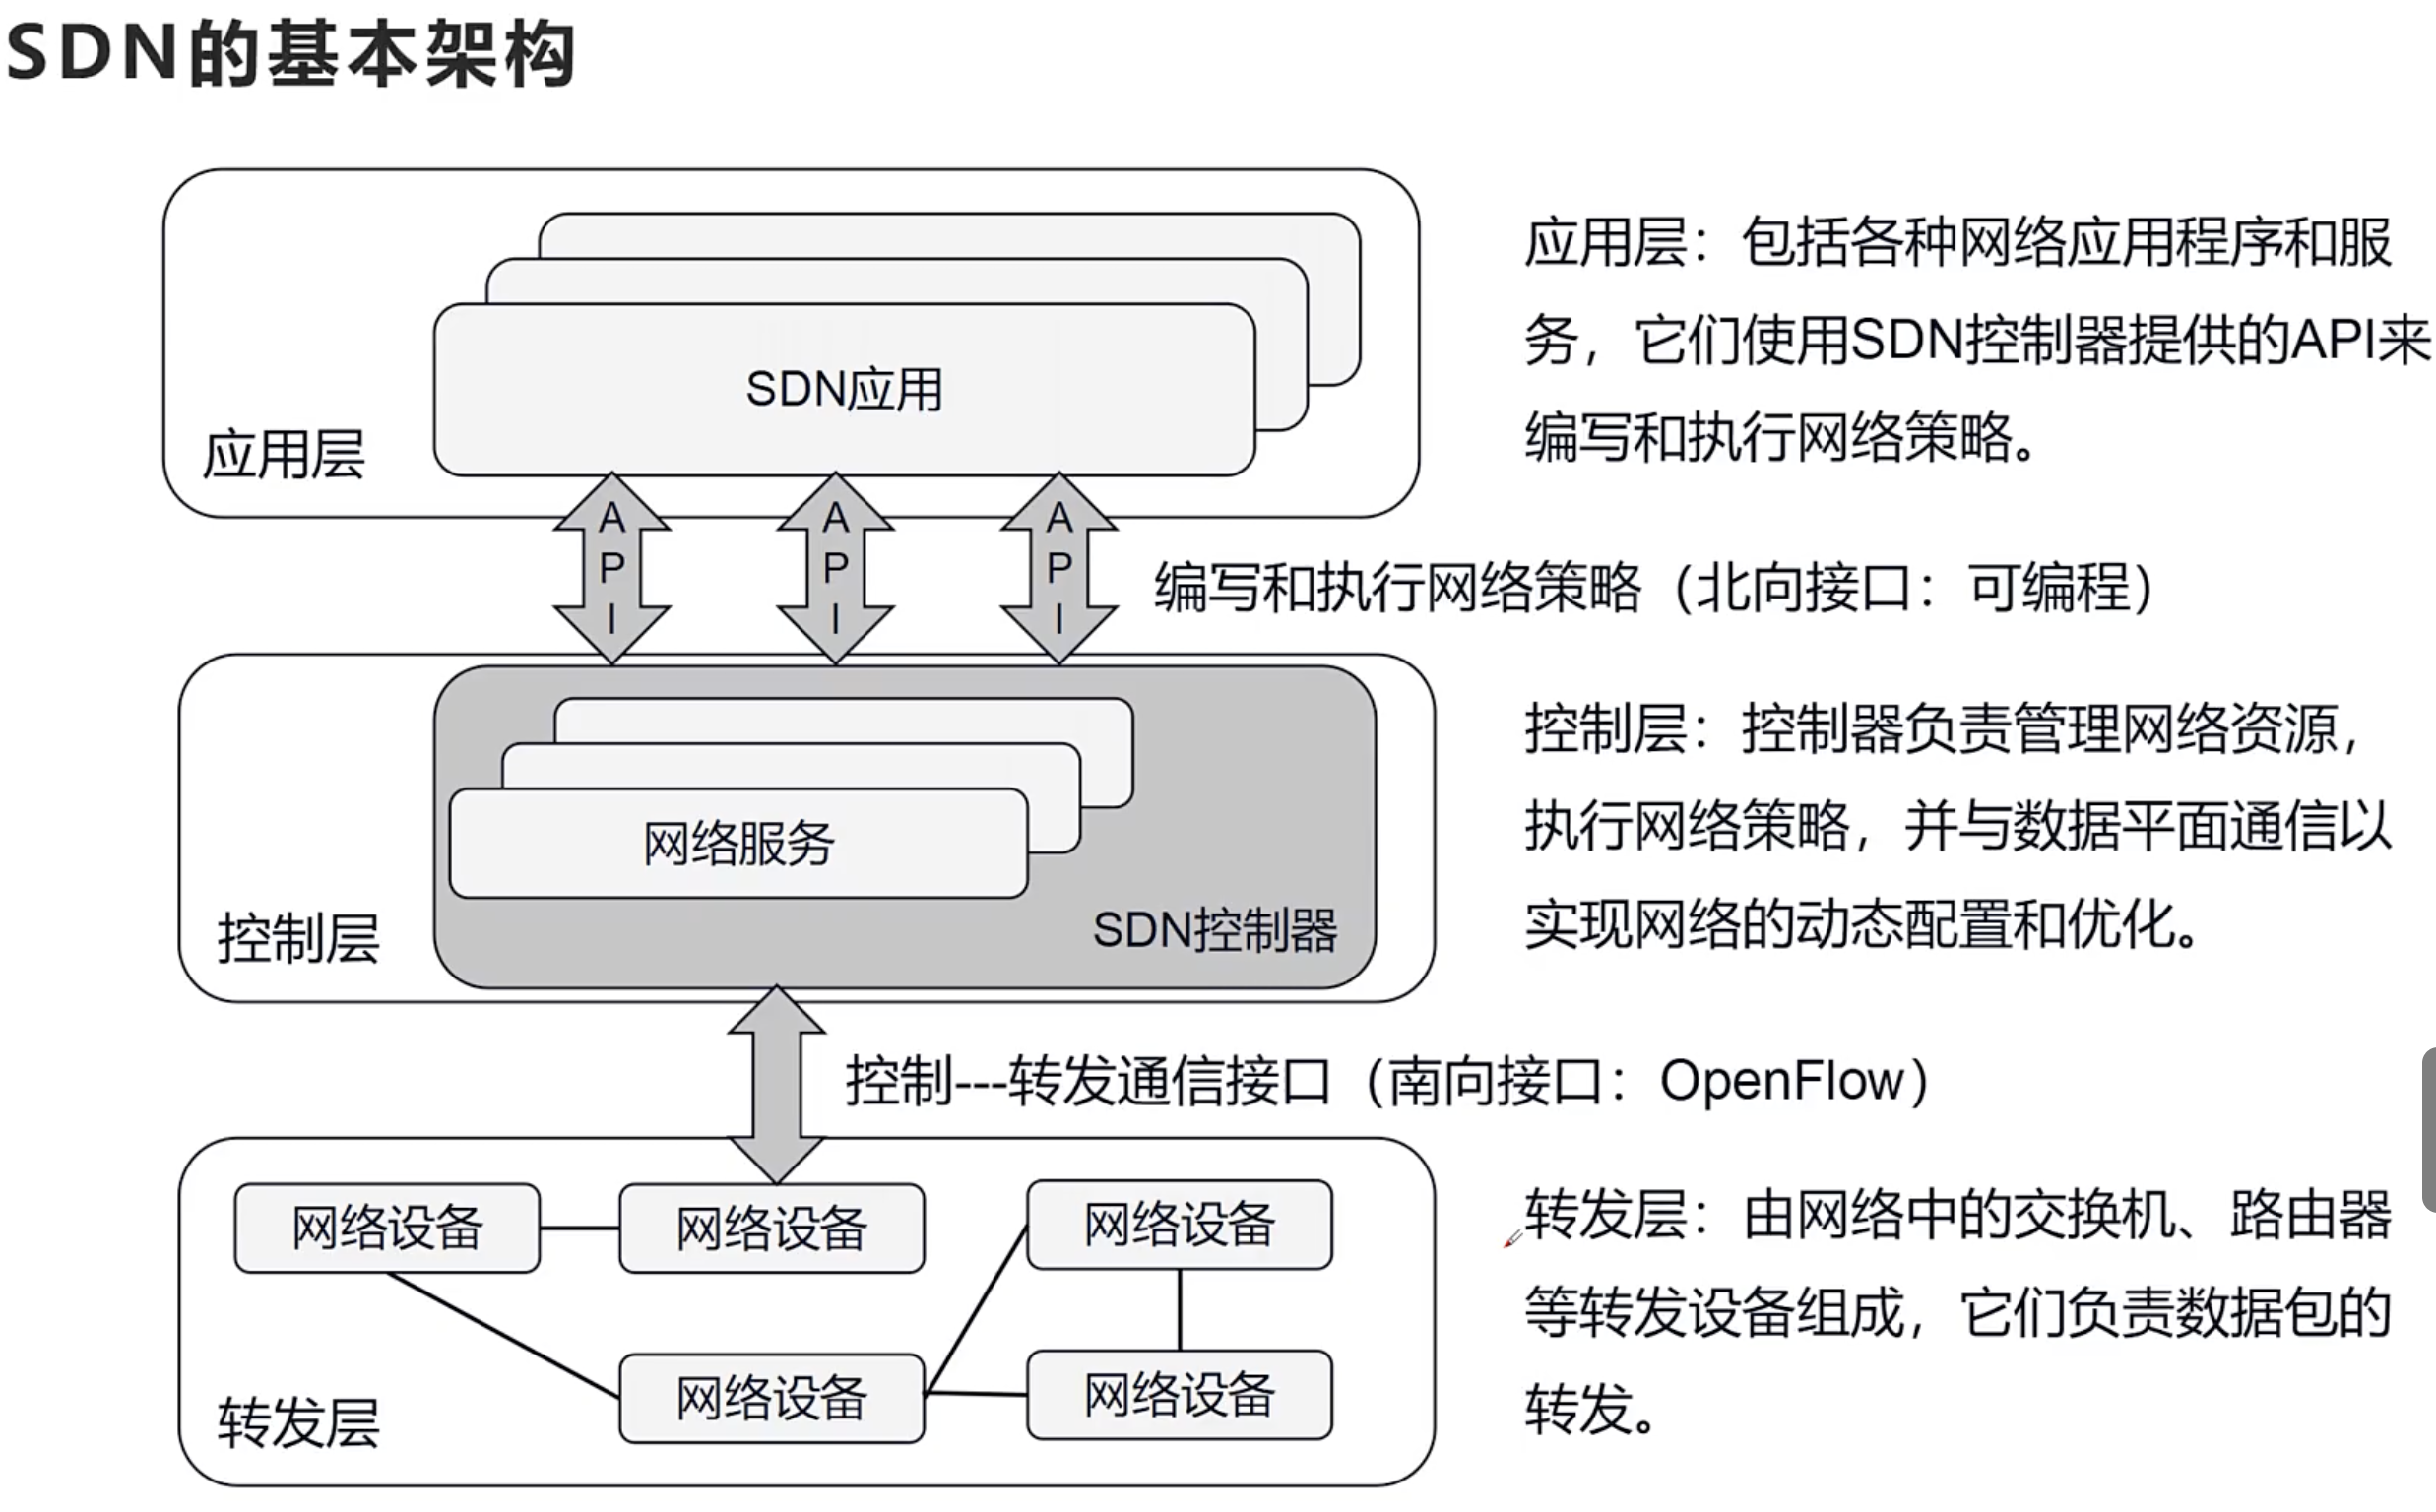 SDN的基本架构
SDN应用
应用层
应用层：包括各种网络应用程序和服
务，它们使用SDN控制器提供的API来
编写和执行网络策略。
API
API
API
编写和执行网络策略（北向接口：可编程）
网络服务
SDN控制器
控制层
控制层：控制器负责管理网络资源，
执行网络策略，并与数据平面通信以
实现网络的动态配置和优化。
控制---转发通信接口（南向接口：OpenFlow）
网络设备
网络设备
网络设备
网络设备
网络设备
转发层
转发层：由网络中的交换机、路由器
等转发设备组成，它们负责数据包的
转发。